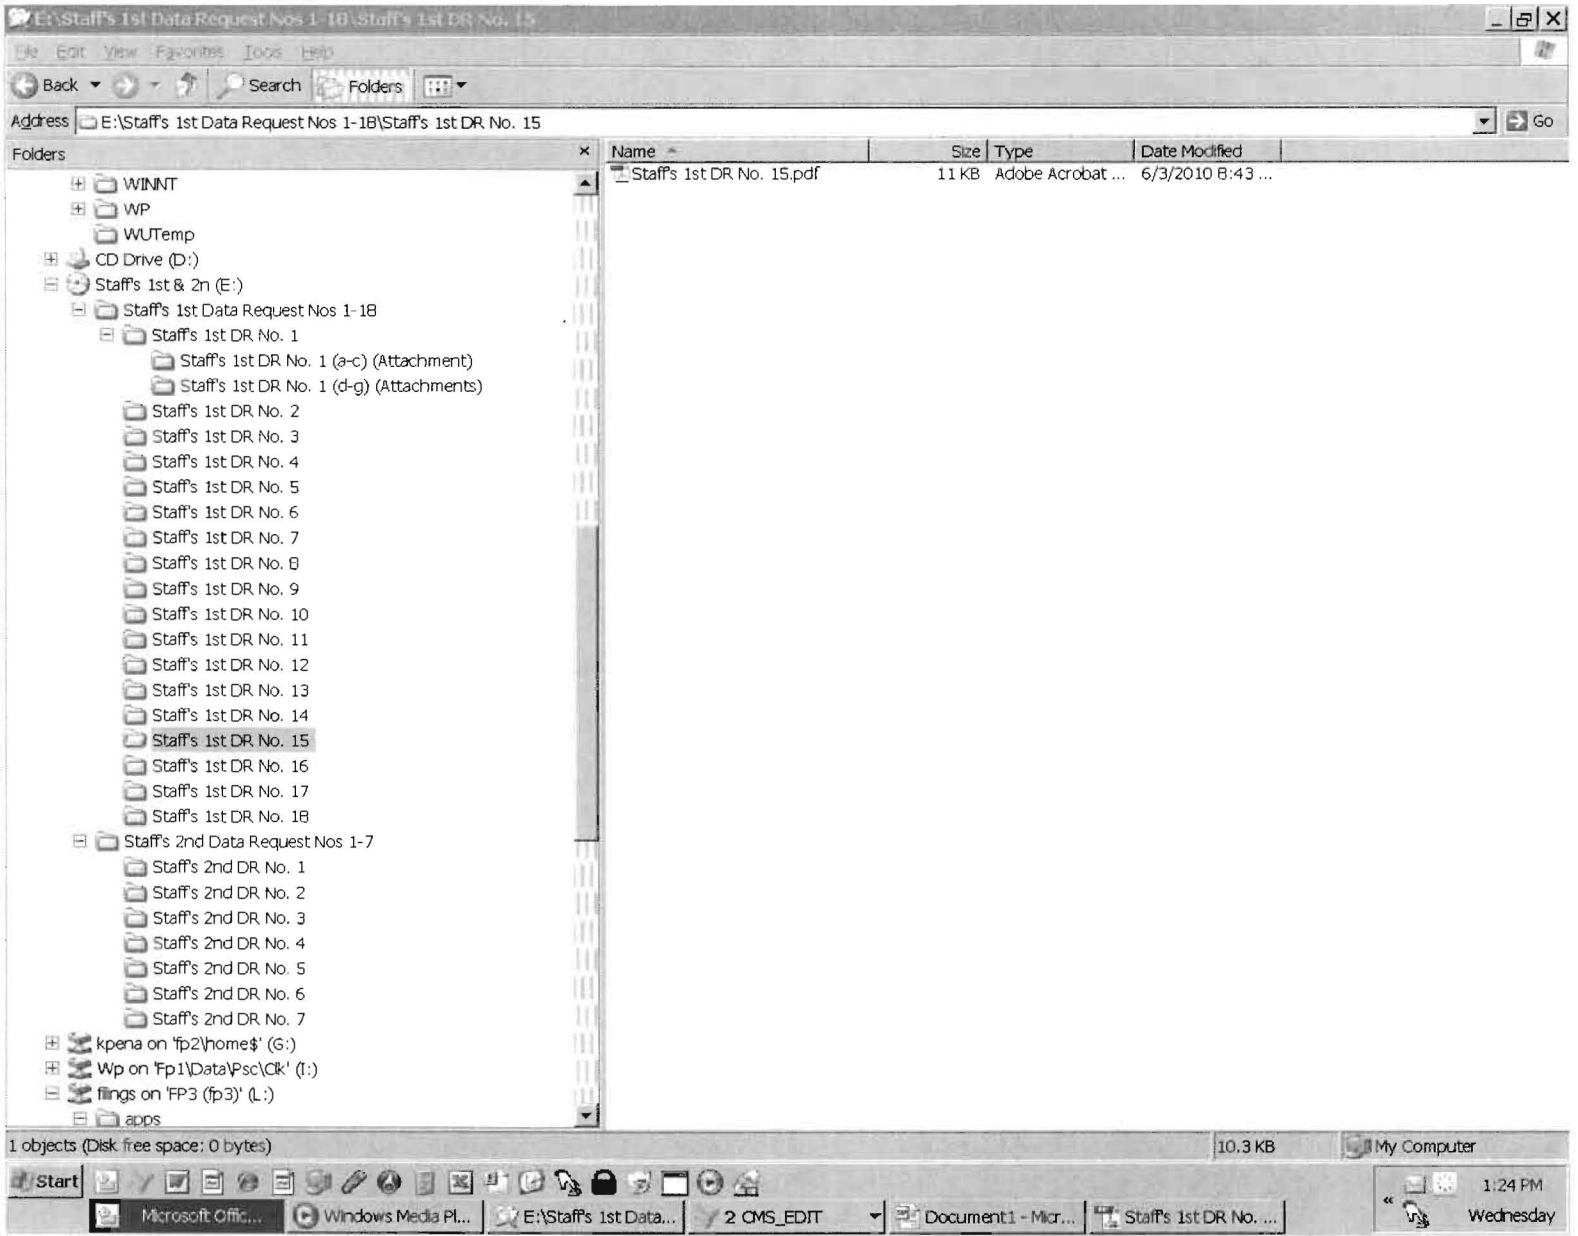 E:\Staff's 1st Data Request Nos 1-18\Staff's 1st DR No. 15
File Edit View Favorites Tools Help
Back Search Folders
Address E:\Staff's 1st Data Request Nos 1-18\Staff's 1st DR No. 15 Go
Folders × Name Size Type Date Modified
Staff's 1st DR No. 15.pdf 11 KB Adobe Acrobat ... 6/3/2010 8:43 ...
WINNT
WP
WUTemp
CD Drive (D:)
Staff's 1st & 2n (E:)
Staff's 1st Data Request Nos 1-18
Staff's 1st DR No. 1
Staff's 1st DR No. 1 (a-c) (Attachment)
Staff's 1st DR No. 1 (d-g) (Attachments)
Staff's 1st DR No. 2
Staff's 1st DR No. 3
Staff's 1st DR No. 4
Staff's 1st DR No. 5
Staff's 1st DR No. 6
Staff's 1st DR No. 7
Staff's 1st DR No. 8
Staff's 1st DR No. 9
Staff's 1st DR No. 10
Staff's 1st DR No. 11
Staff's 1st DR No. 12
Staff's 1st DR No. 13
Staff's 1st DR No. 14
Staff's 1st DR No. 15
Staff's 1st DR No. 16
Staff's 1st DR No. 17
Staff's 1st DR No. 18
Staff's 2nd Data Request Nos 1-7
Staff's 2nd DR No. 1
Staff's 2nd DR No. 2
Staff's 2nd DR No. 3
Staff's 2nd DR No. 4
Staff's 2nd DR No. 5
Staff's 2nd DR No. 6
Staff's 2nd DR No. 7
kpena on 'fp2\home$' (G:)
Wp on 'Fp1\Data\Psc\Clk' (I:)
filings on 'FP3 (fp3)' (L:)
apps
1 objects (Disk free space: 0 bytes) 10.3 KB My Computer
Start « 1:24 PM
Microsoft Offic... Windows Media Pl... E:\Staff's 1st Data... 2 CMS_EDIT Document1 - Micr... Staff's 1st DR No. ... Wednesday